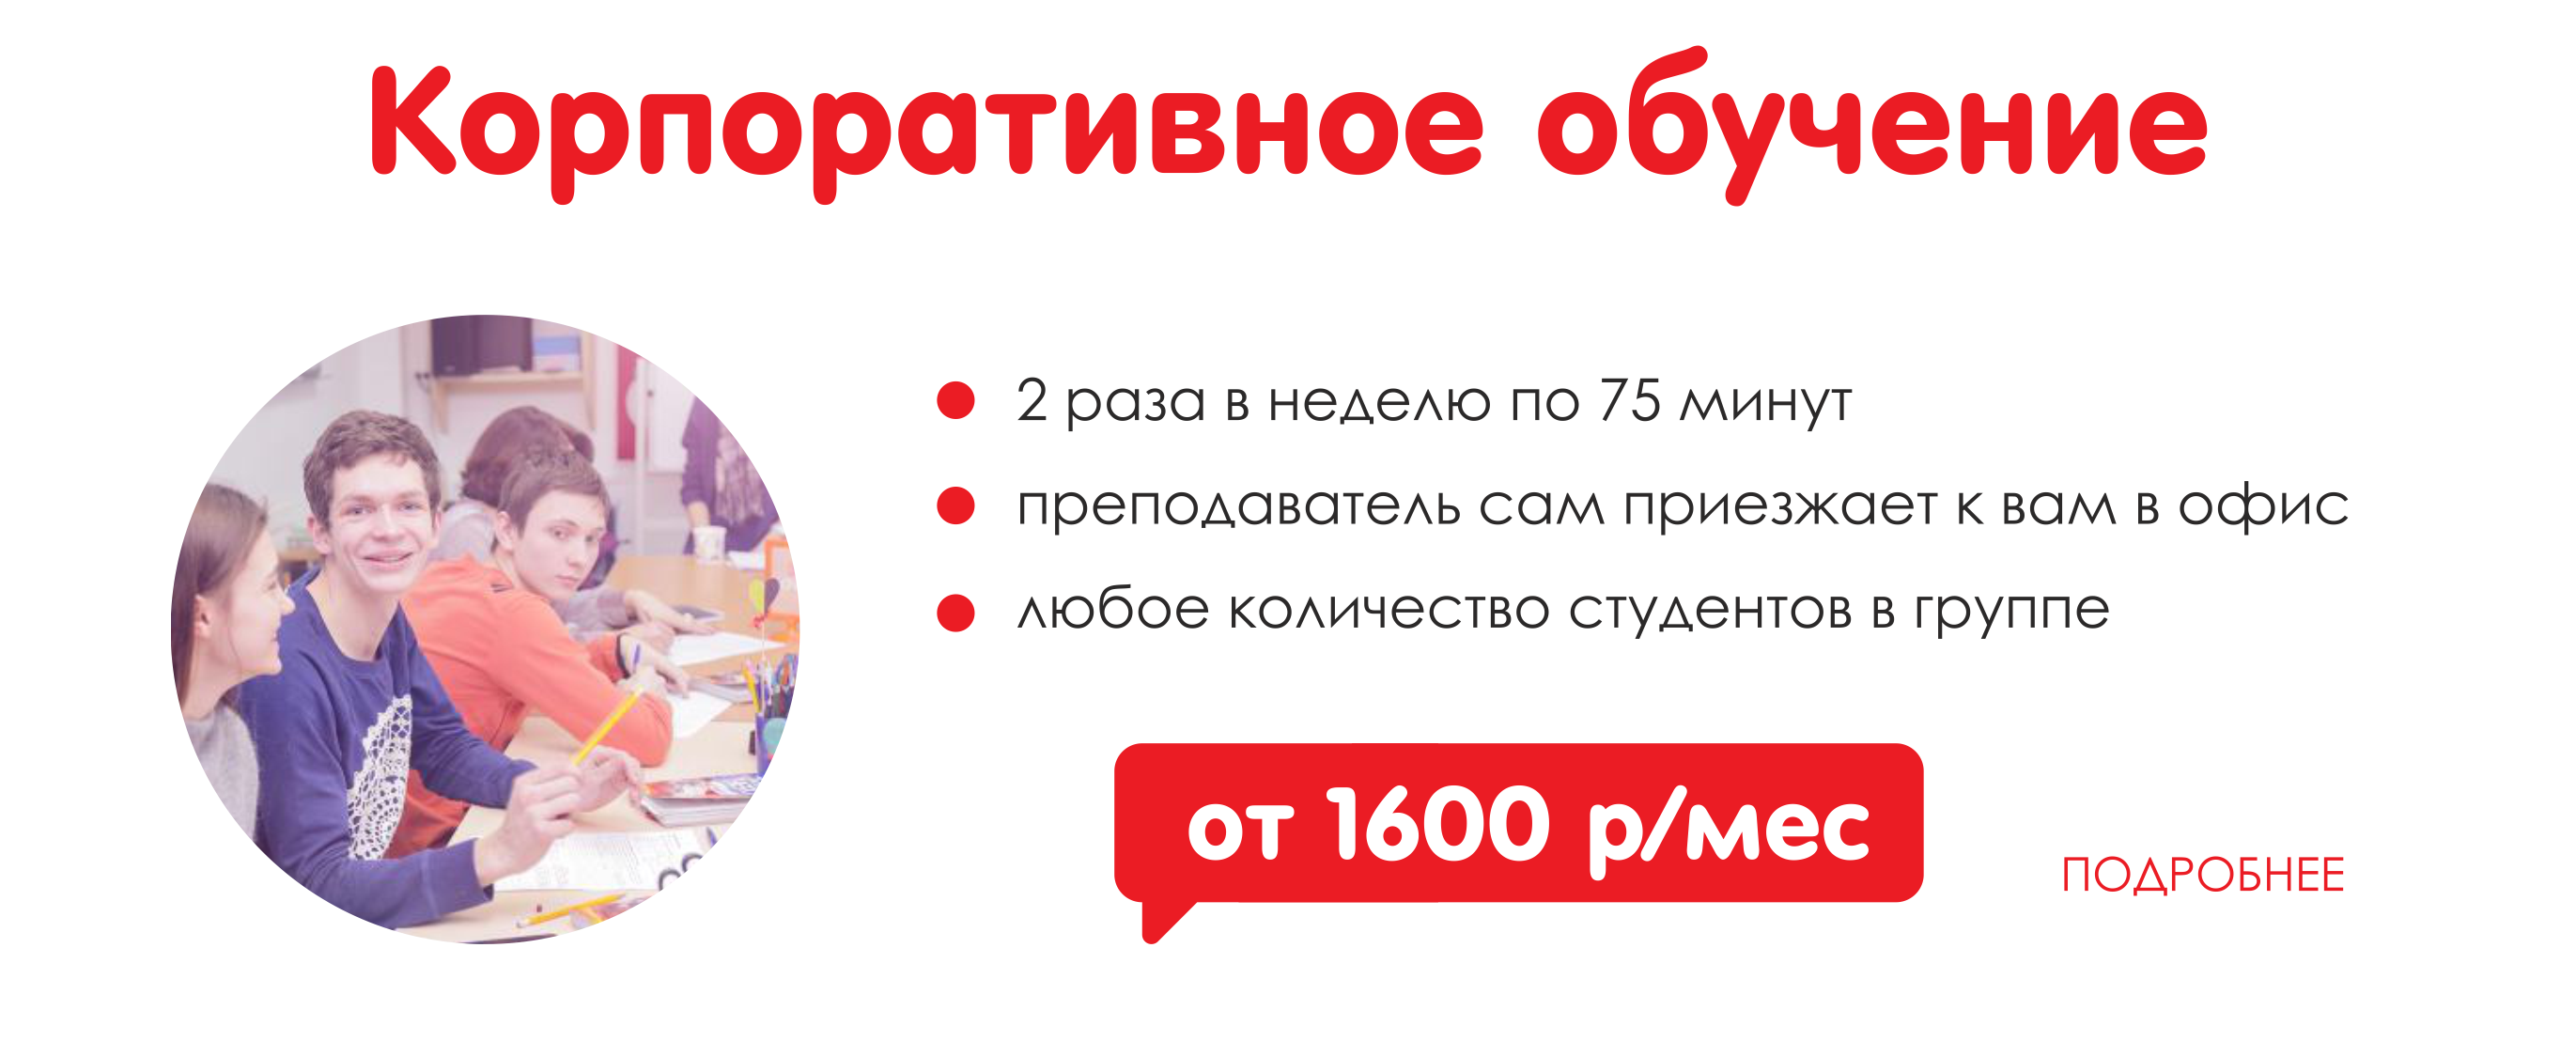 Корпоративное обучение
2 раза в неделю по 75 минут
преподаватель сам приезжает к вам в офис
любое количество студентов в группе
от 1600 р/мес
ПОДРОБНЕЕ